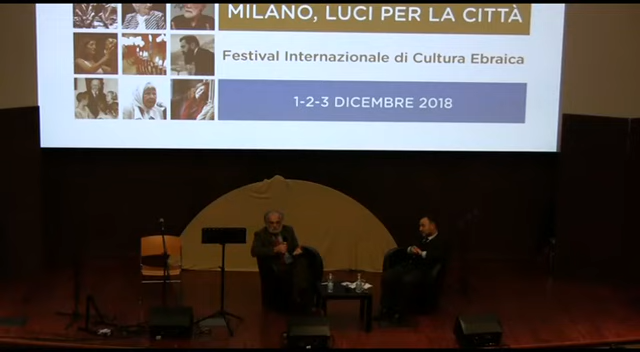 MILANO, LUCI PER LA CITTÀ
Festival Internazionale di Cultura Ebraica
1-2-3 DICEMBRE 2018